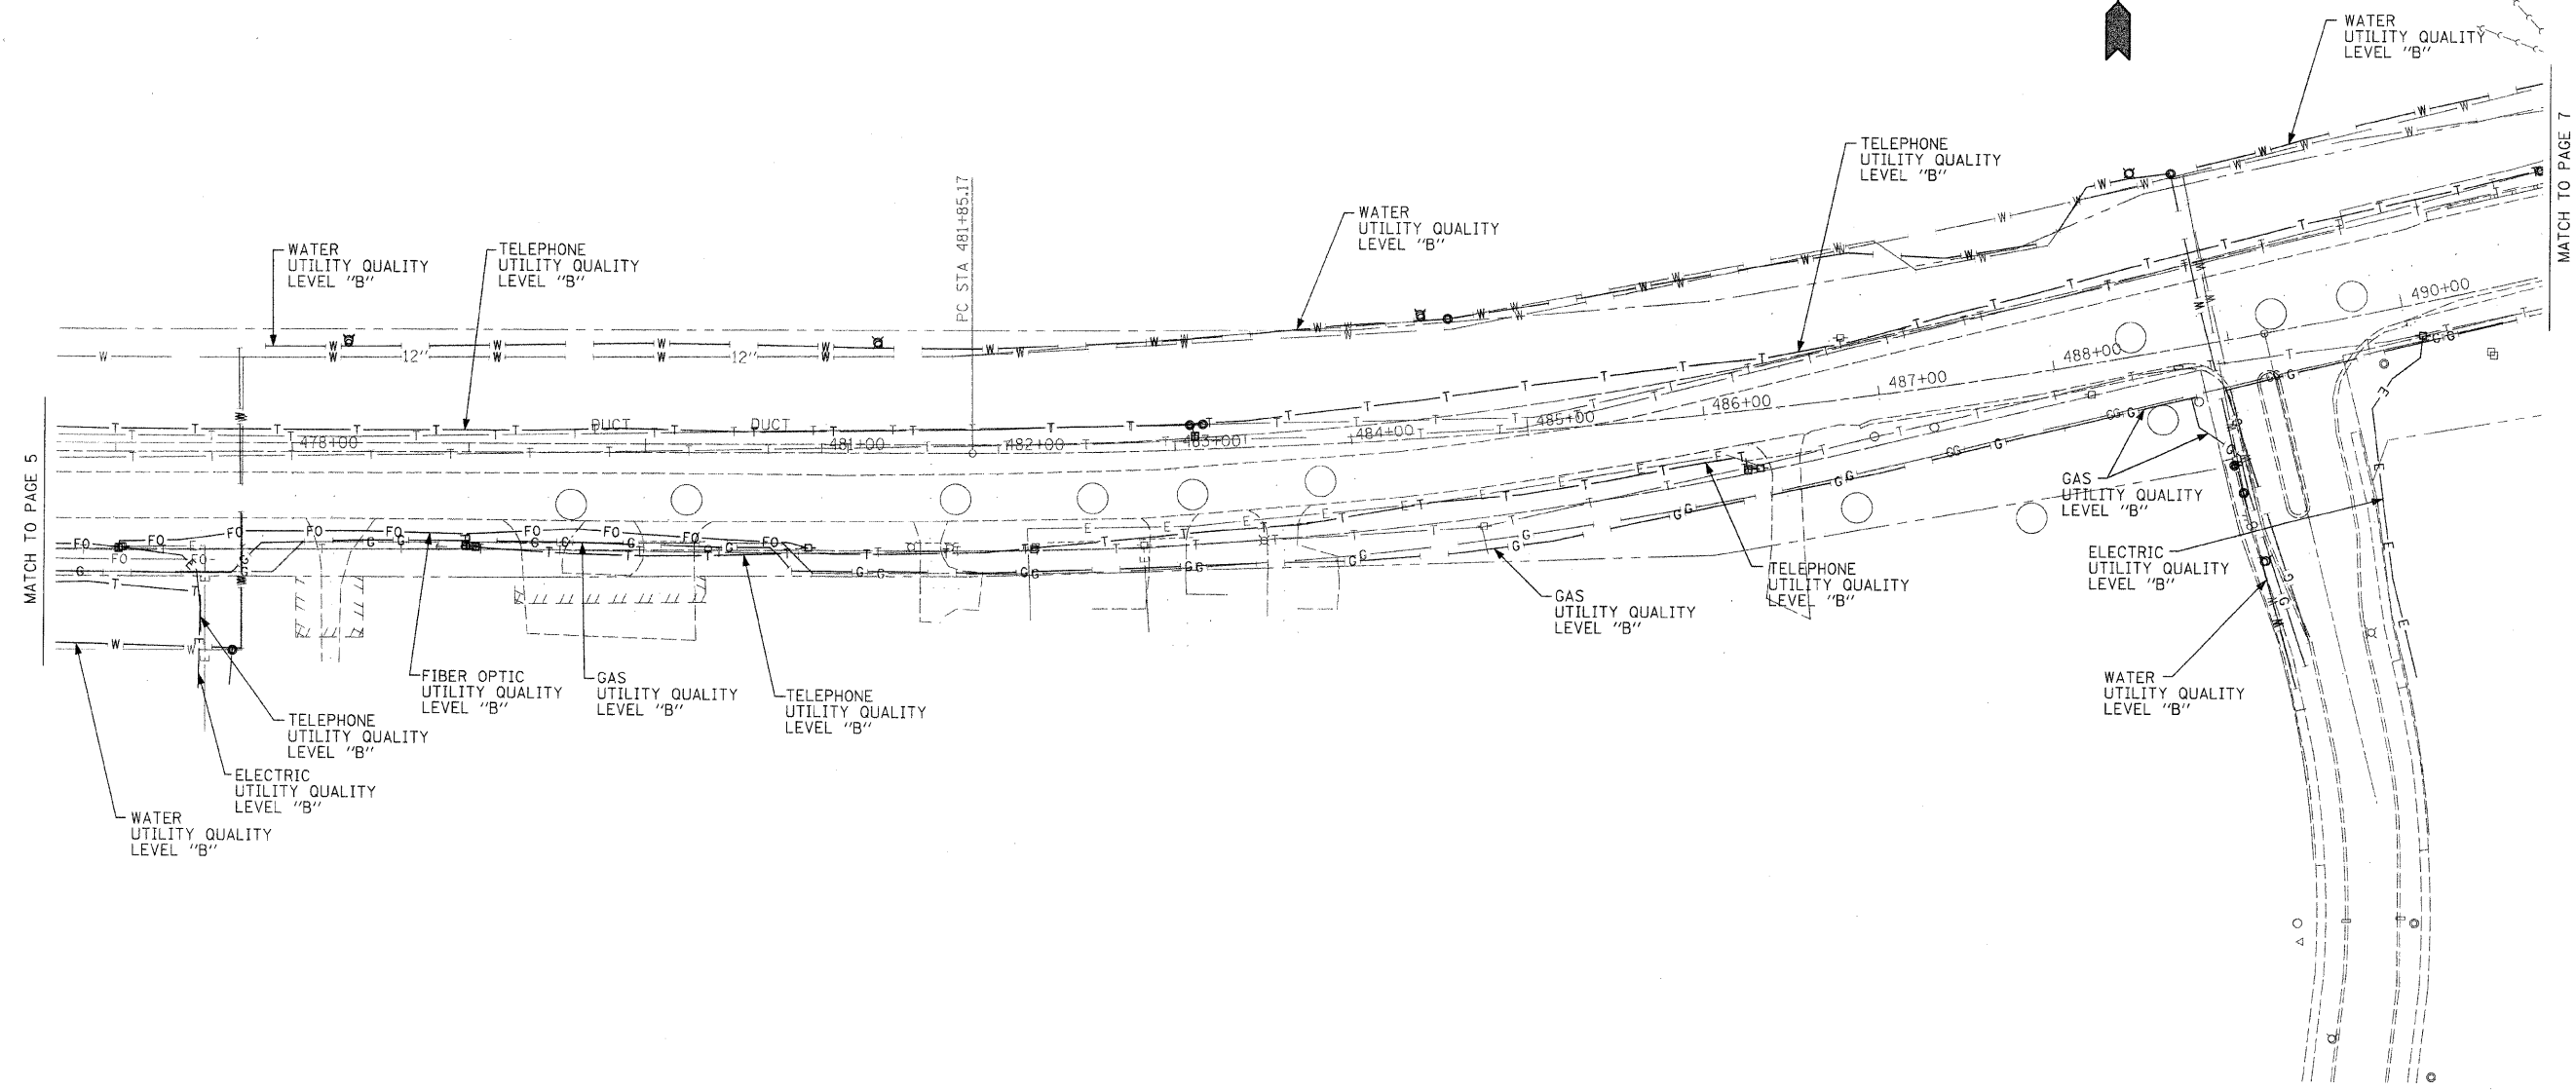 WATER
UTILITY QUALITY
LEVEL "B"
MATCH TO PAGE 7
TELEPHONE
UTILITY QUALITY
LEVEL "B"
WATER
UTILITY QUALITY
LEVEL "B"
PC STA 481+85.17
WATER
UTILITY QUALITY
LEVEL "B"
TELEPHONE
UTILITY QUALITY
LEVEL "B"
12"
12"
DUCT
DUCT
478+00
481+00
482+00
483+00
484+00
485+00
486+00
487+00
488+00
490+00
MATCH TO PAGE 5
GAS
UTILITY QUALITY
LEVEL "B"
ELECTRIC
UTILITY QUALITY
LEVEL "B"
TELEPHONE
UTILITY QUALITY
LEVEL "B"
GAS
UTILITY QUALITY
LEVEL "B"
WATER
UTILITY QUALITY
LEVEL "B"
FIBER OPTIC
UTILITY QUALITY
LEVEL "B"
GAS
UTILITY QUALITY
LEVEL "B"
TELEPHONE
UTILITY QUALITY
LEVEL "B"
TELEPHONE
UTILITY QUALITY
LEVEL "B"
ELECTRIC
UTILITY QUALITY
LEVEL "B"
WATER
UTILITY QUALITY
LEVEL "B"